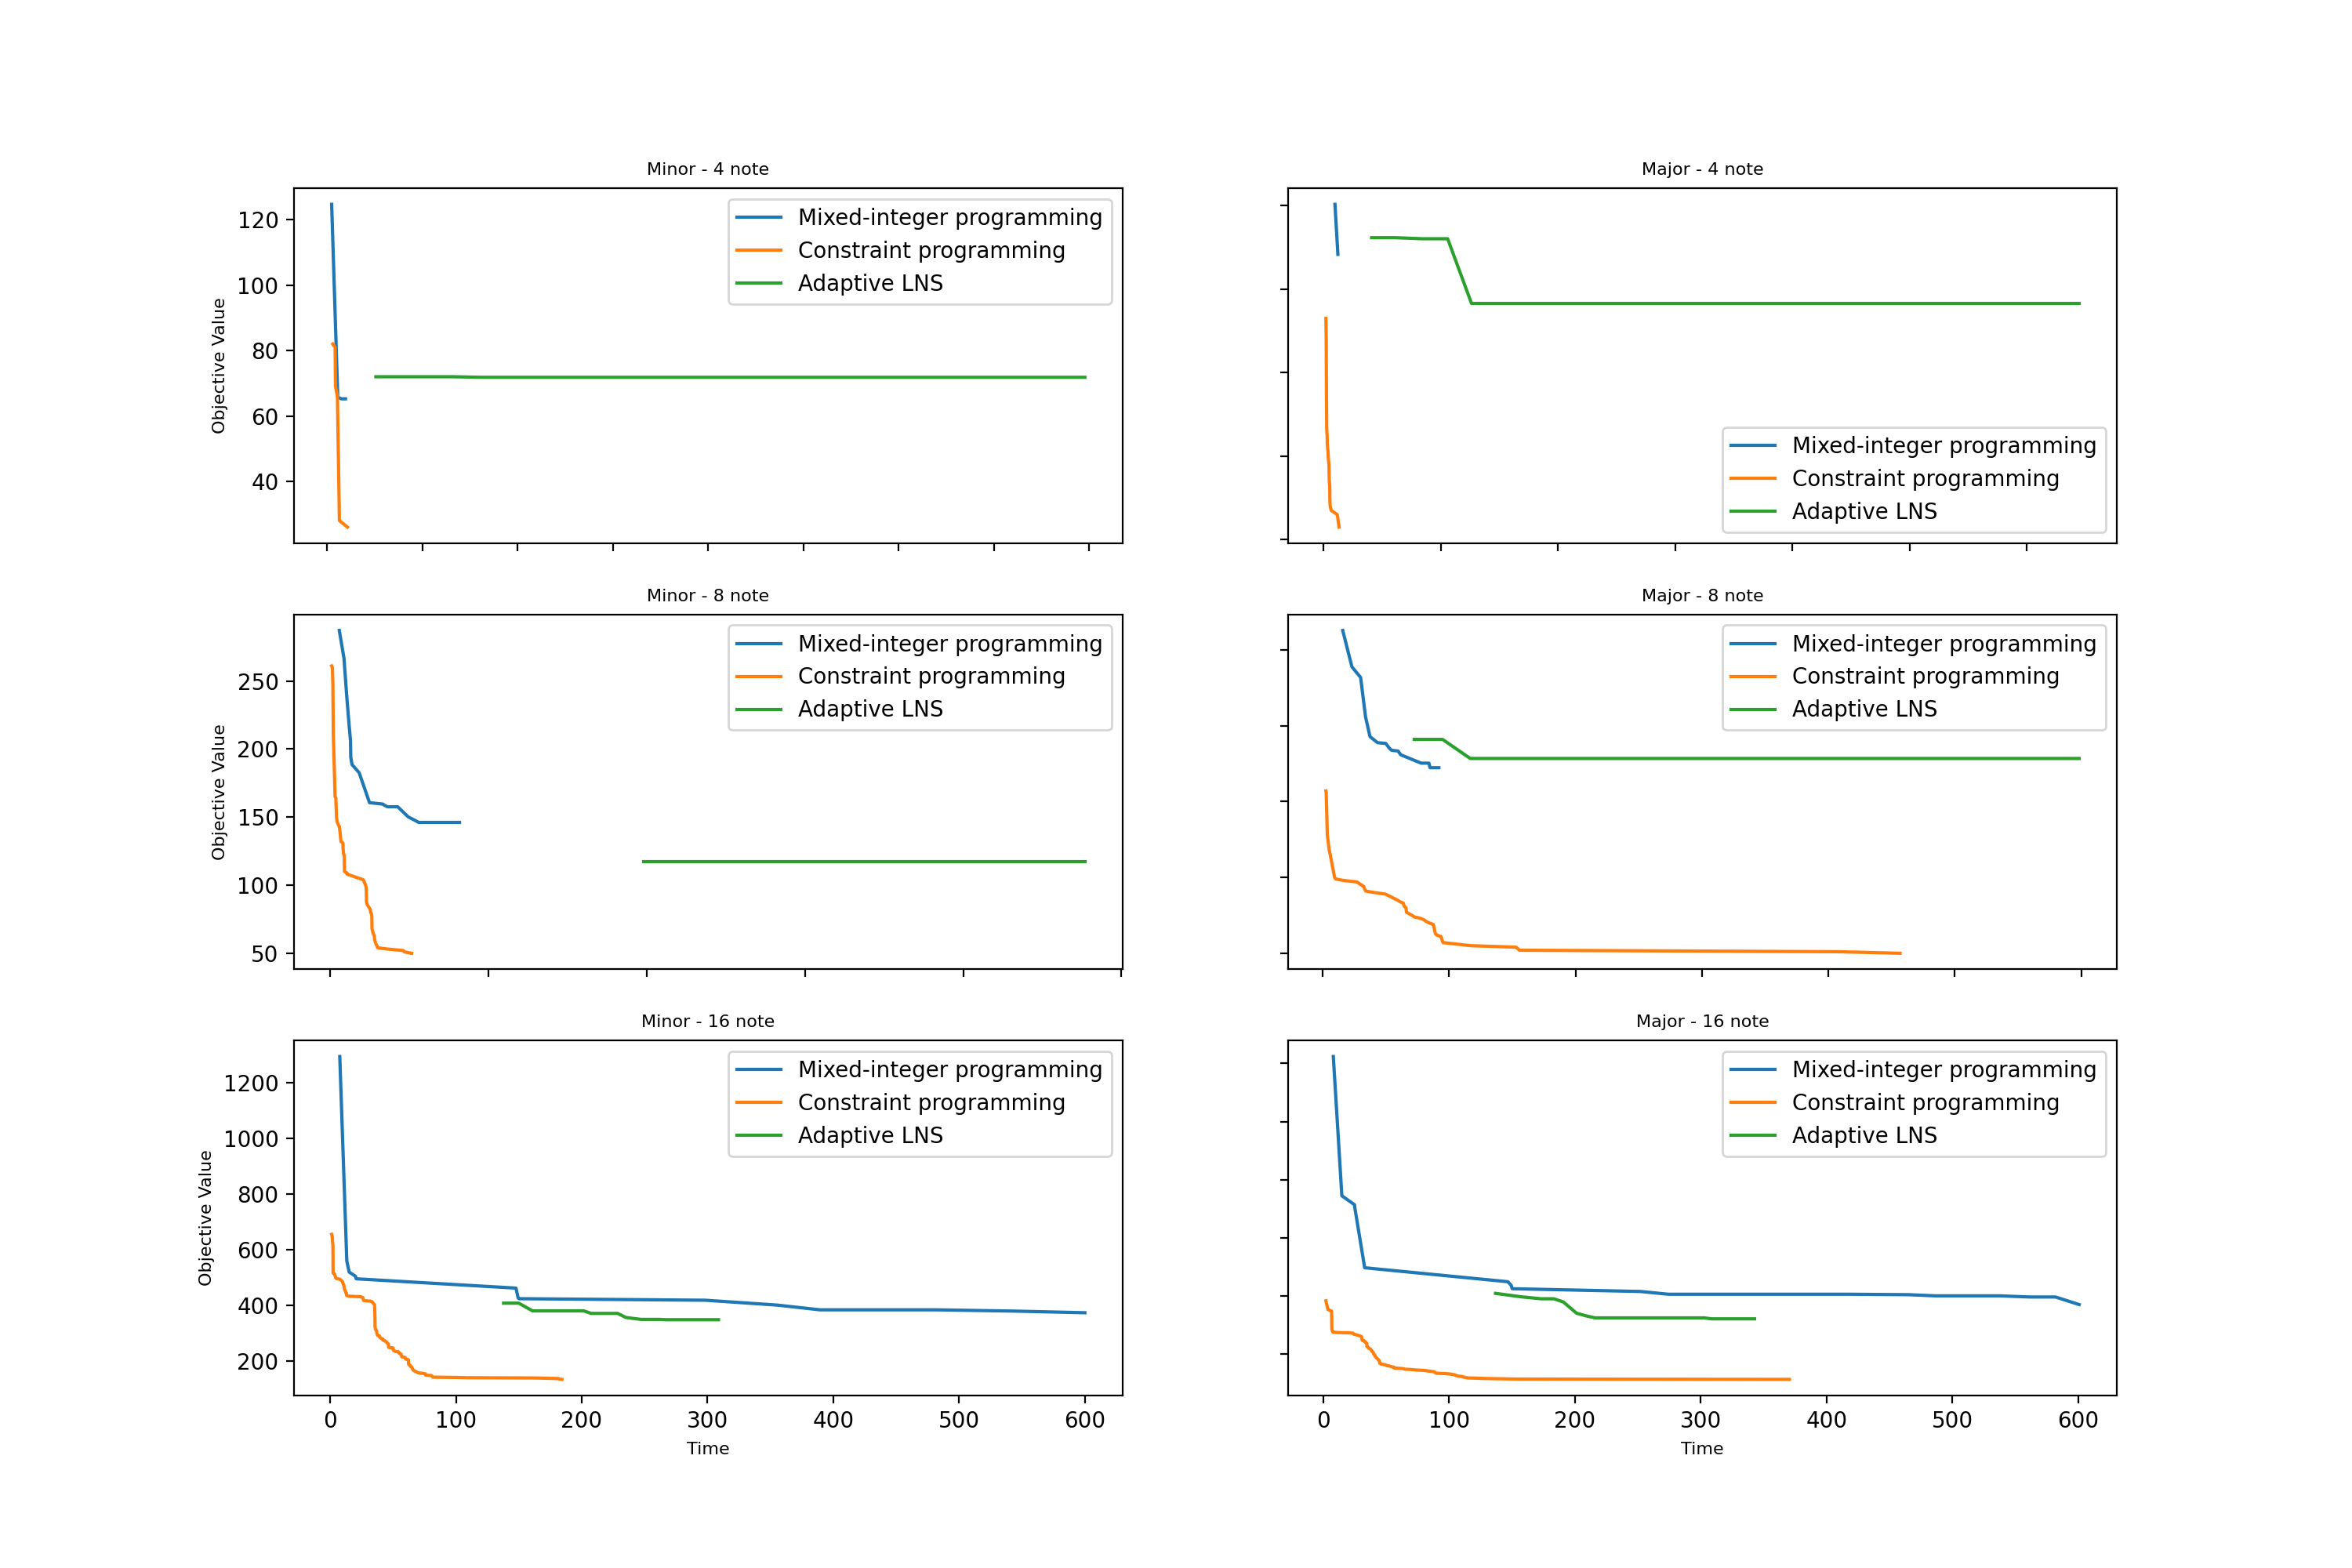 Minor - 4 note
Objective Value
120
100
80
60
40
Mixed-integer programming
Constraint programming
Adaptive LNS
Major - 4 note
Mixed-integer programming
Constraint programming
Adaptive LNS
Minor - 8 note
Objective Value
250
200
150
100
50
Mixed-integer programming
Constraint programming
Adaptive LNS
Major - 8 note
Mixed-integer programming
Constraint programming
Adaptive LNS
Minor - 16 note
Objective Value
1200
1000
800
600
400
200
Mixed-integer programming
Constraint programming
Adaptive LNS
0 100 200 300 400 500 600
Time
Major - 16 note
Mixed-integer programming
Constraint programming
Adaptive LNS
0 100 200 300 400 500 600
Time